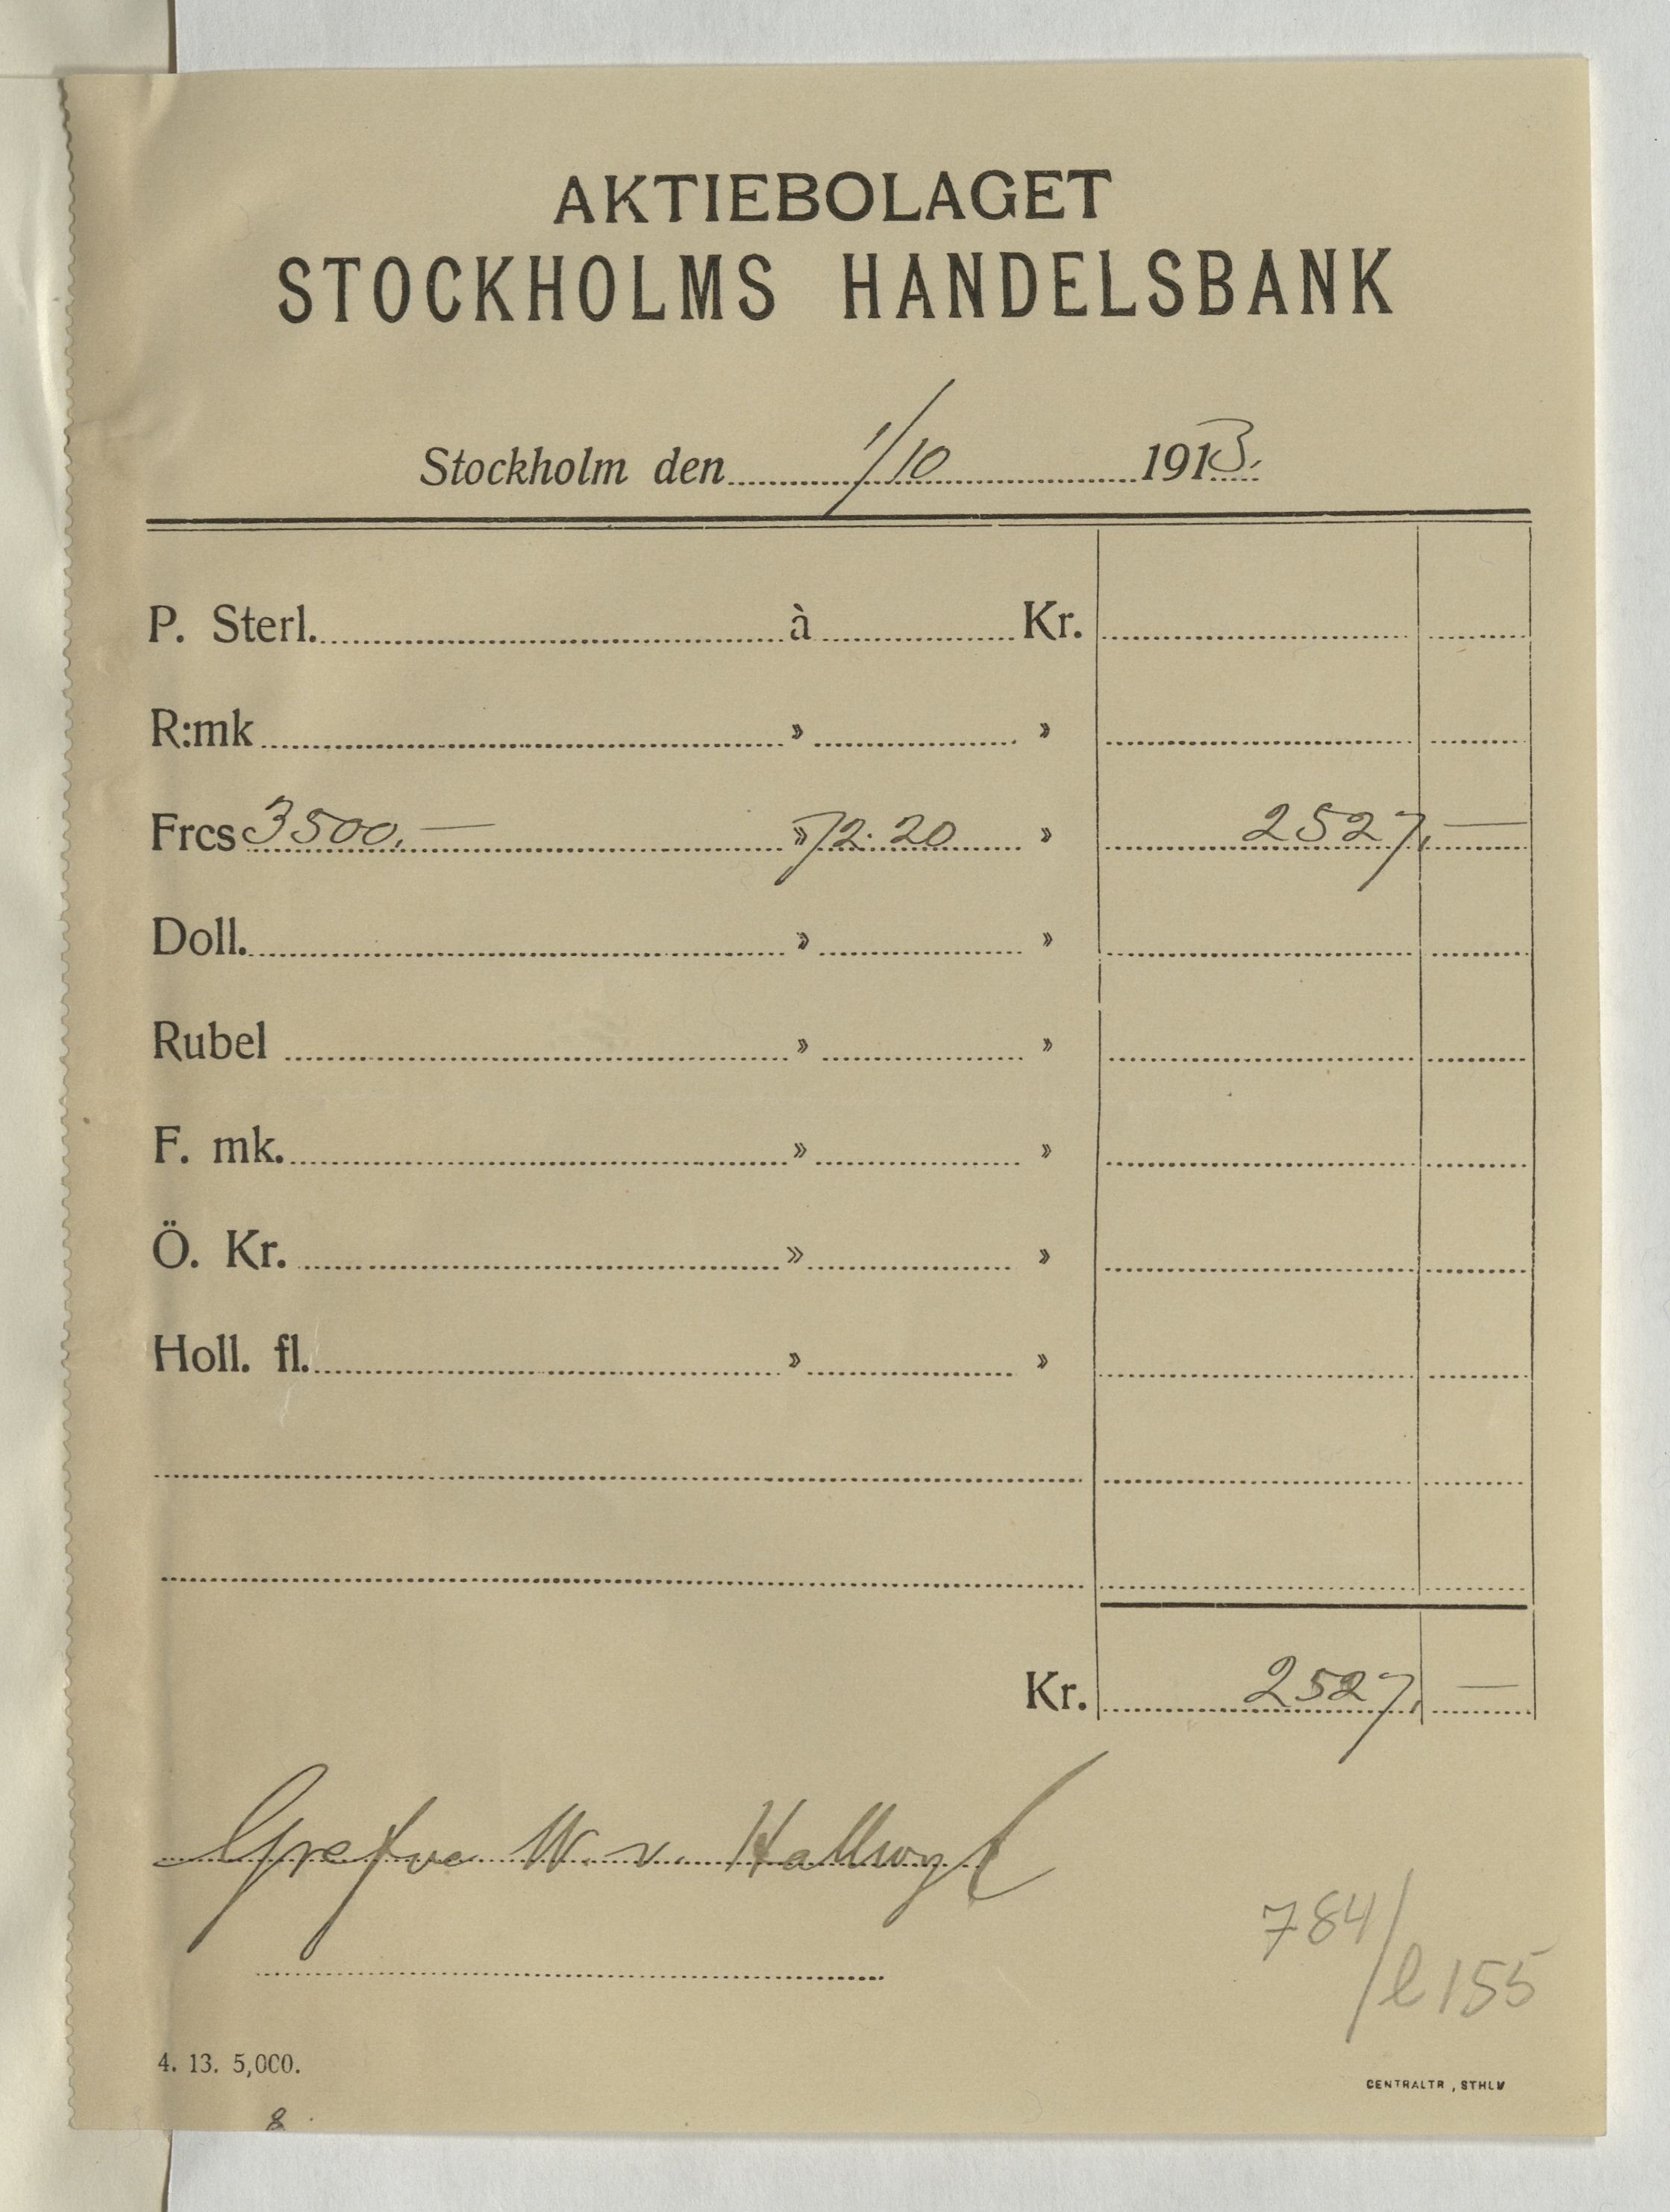 AKTIEBOLAGET
STOCKHOLMS HANDELSBANK
Stockholm den 1/10 1913.
P. Sterl. à Kr.
R:mk » »
Frcs 3500,— » 72.20 » 2527,—
Doll. » »
Rubel » »
F. mk. » »
Ö. Kr. » »
Holl. fl. » »
Kr. 2527,—
Grefve W. v. Hallwyl
784/l 155
4. 13. 5,000.
CENTRALTR, STHLM
8